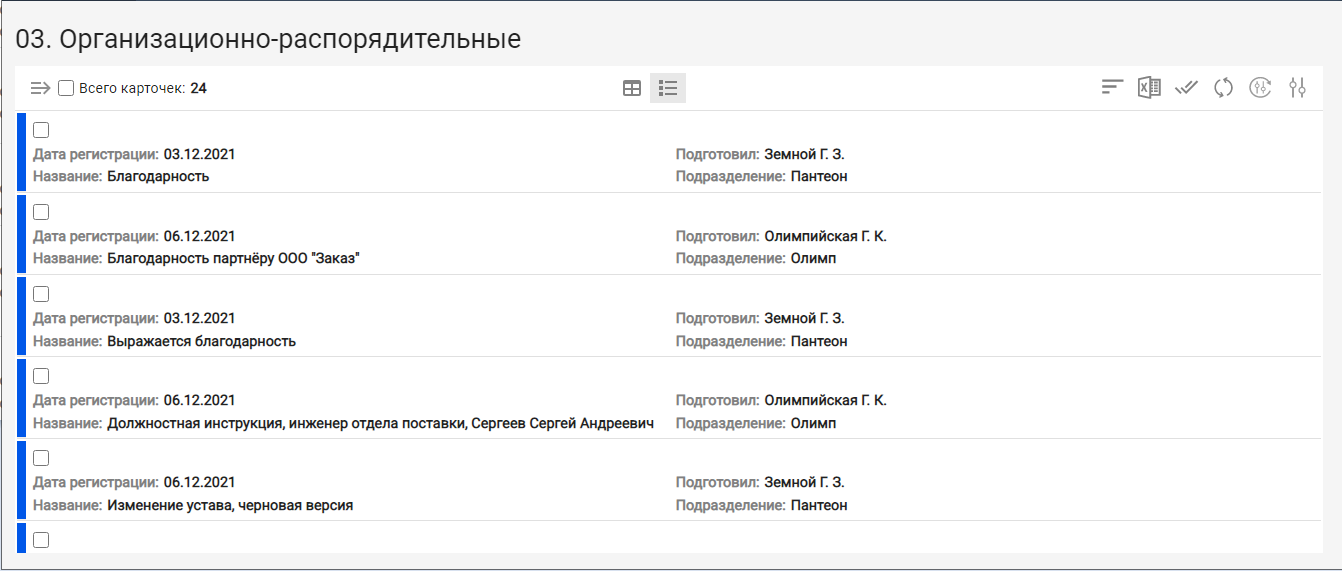 03. Организационно-распорядительные
Всего карточек: 24
Дата регистрации: 03.12.2021 Подготовил: Земной Г. З.
Название: Благодарность Подразделение: Пантеон
Дата регистрации: 06.12.2021 Подготовил: Олимпийская Г. К.
Название: Благодарность партнёру ООО "Заказ" Подразделение: Олимп
Дата регистрации: 03.12.2021 Подготовил: Земной Г. З.
Название: Выражается благодарность Подразделение: Пантеон
Дата регистрации: 06.12.2021 Подготовил: Олимпийская Г. К.
Название: Должностная инструкция, инженер отдела поставки, Сергеев Сергей Андреевич Подразделение: Олимп
Дата регистрации: 06.12.2021 Подготовил: Земной Г. З.
Название: Изменение устава, черновая версия Подразделение: Пантеон